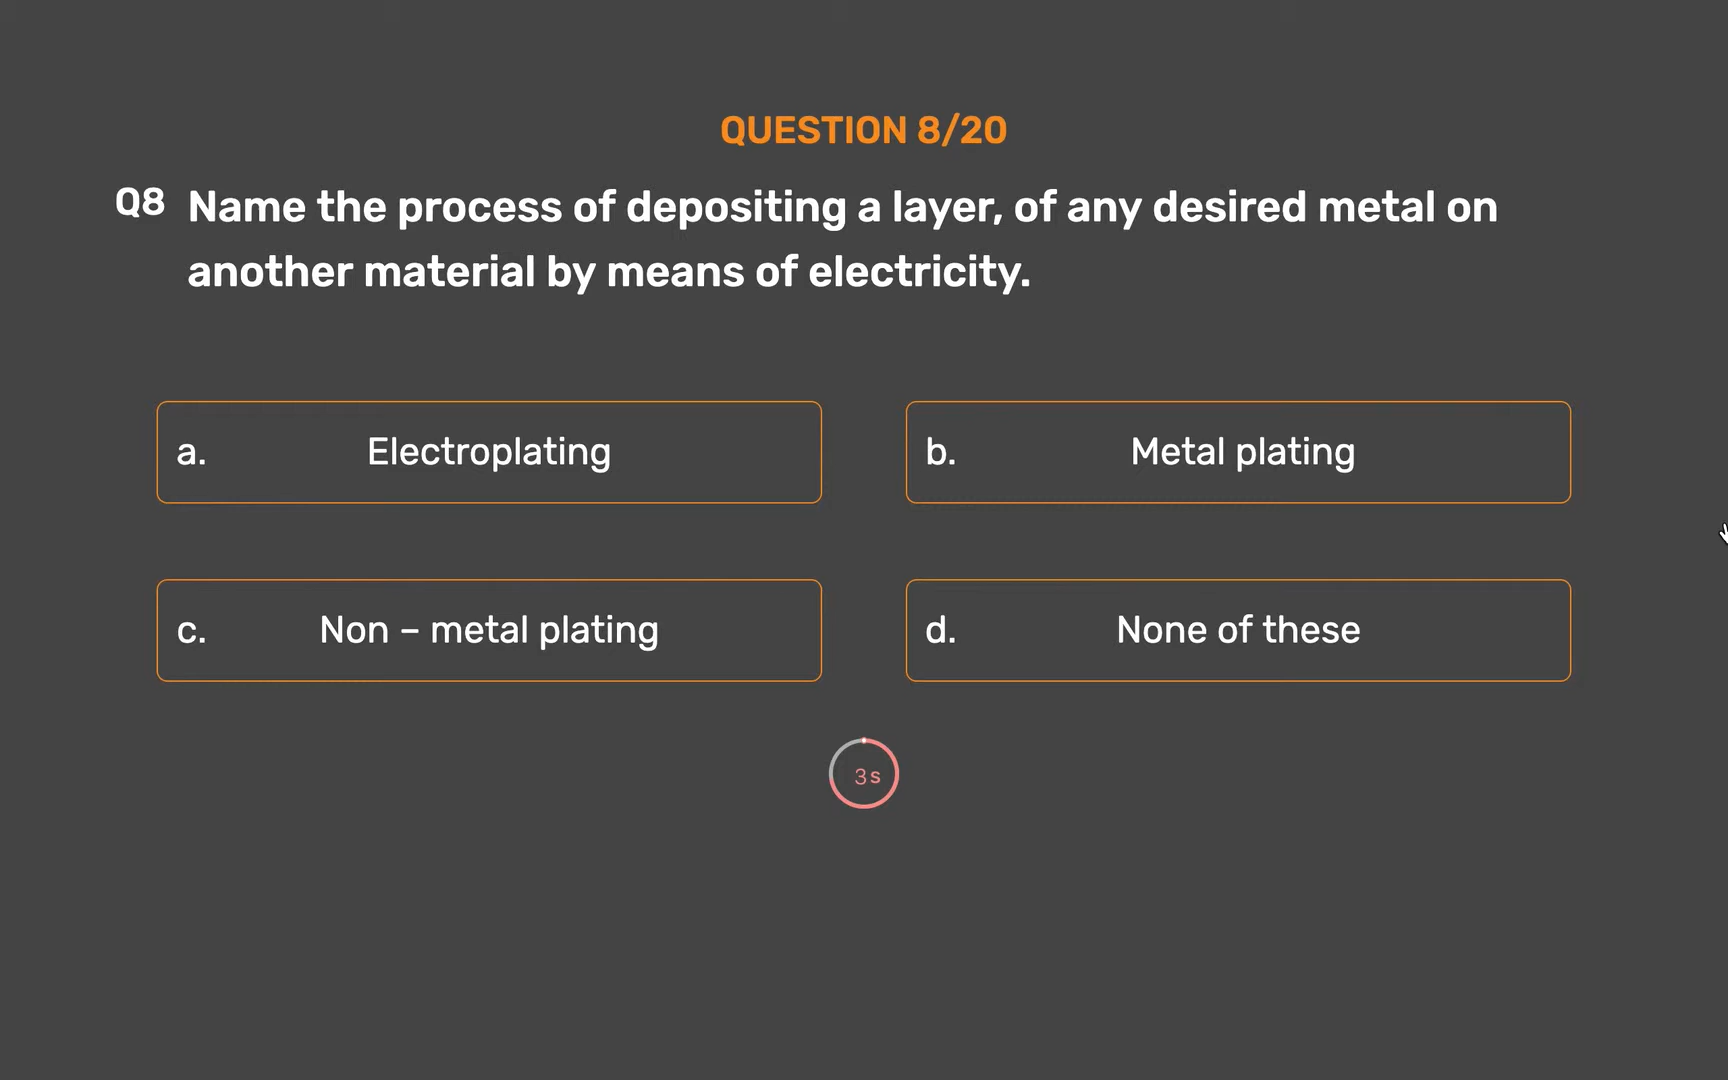 QUESTION 8/20
Q8 Name the process of depositing a layer, of any desired metal on
another material by means of electricity.
a. Electroplating
b. Metal plating
c. Non – metal plating
d. None of these
3s